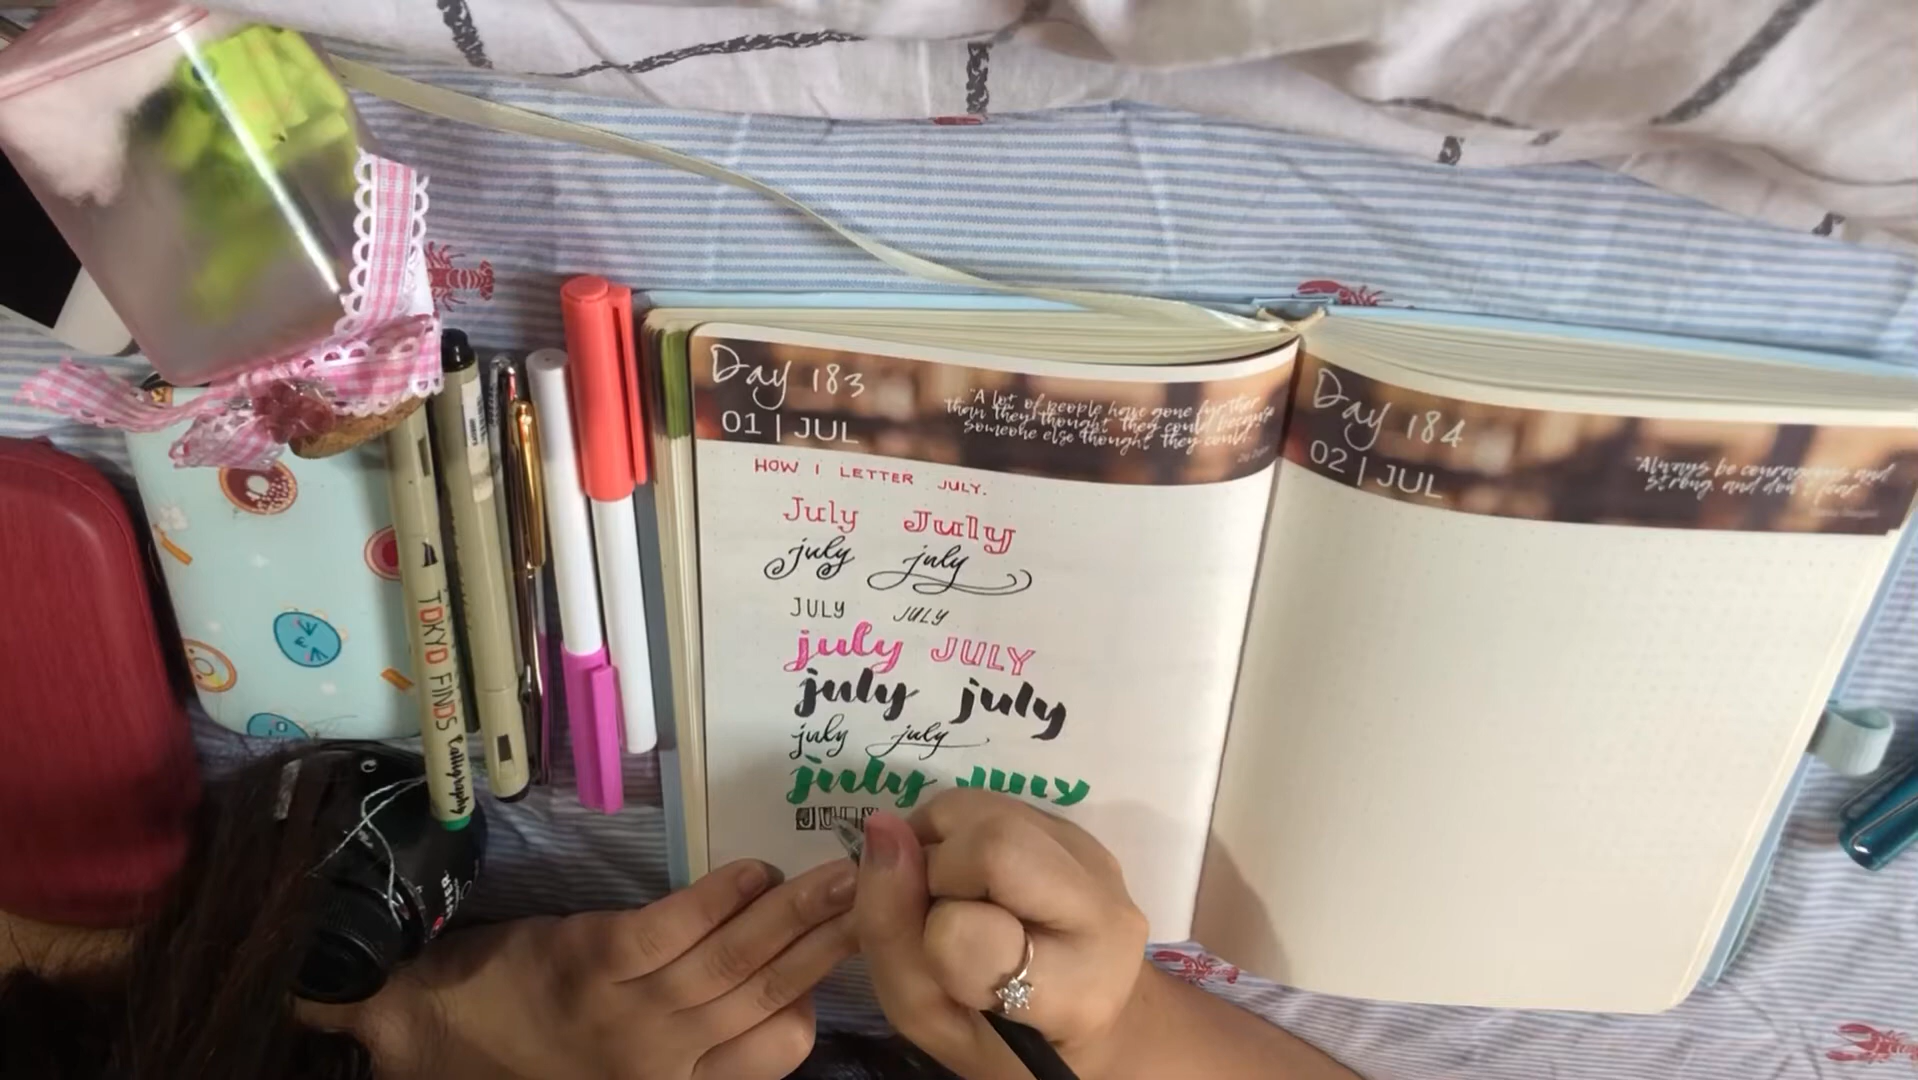 Day 183
01 | JUL
"A lot of people have gone further
than they thought they could because
someone else thought they could."
HOW I LETTER JULY.
July July
july july
JULY JULY
july JULY
july july
july july
july July
JULY
Day 184
02 | JUL
"Always be courageous and
strong, and don't fear."
TOKYO FINDS Calligraphy